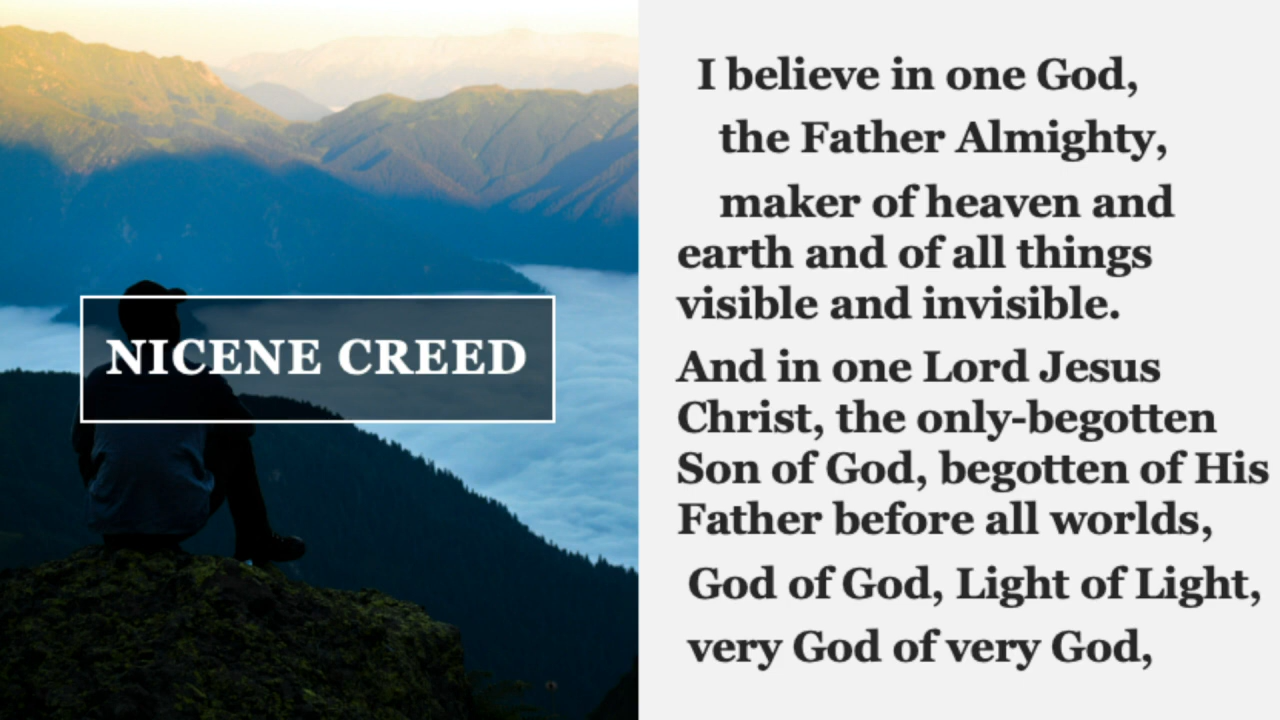 NICENE CREED
I believe in one God,
the Father Almighty,
maker of heaven and
earth and of all things
visible and invisible.
And in one Lord Jesus
Christ, the only-begotten
Son of God, begotten of His
Father before all worlds,
God of God, Light of Light,
very God of very God,